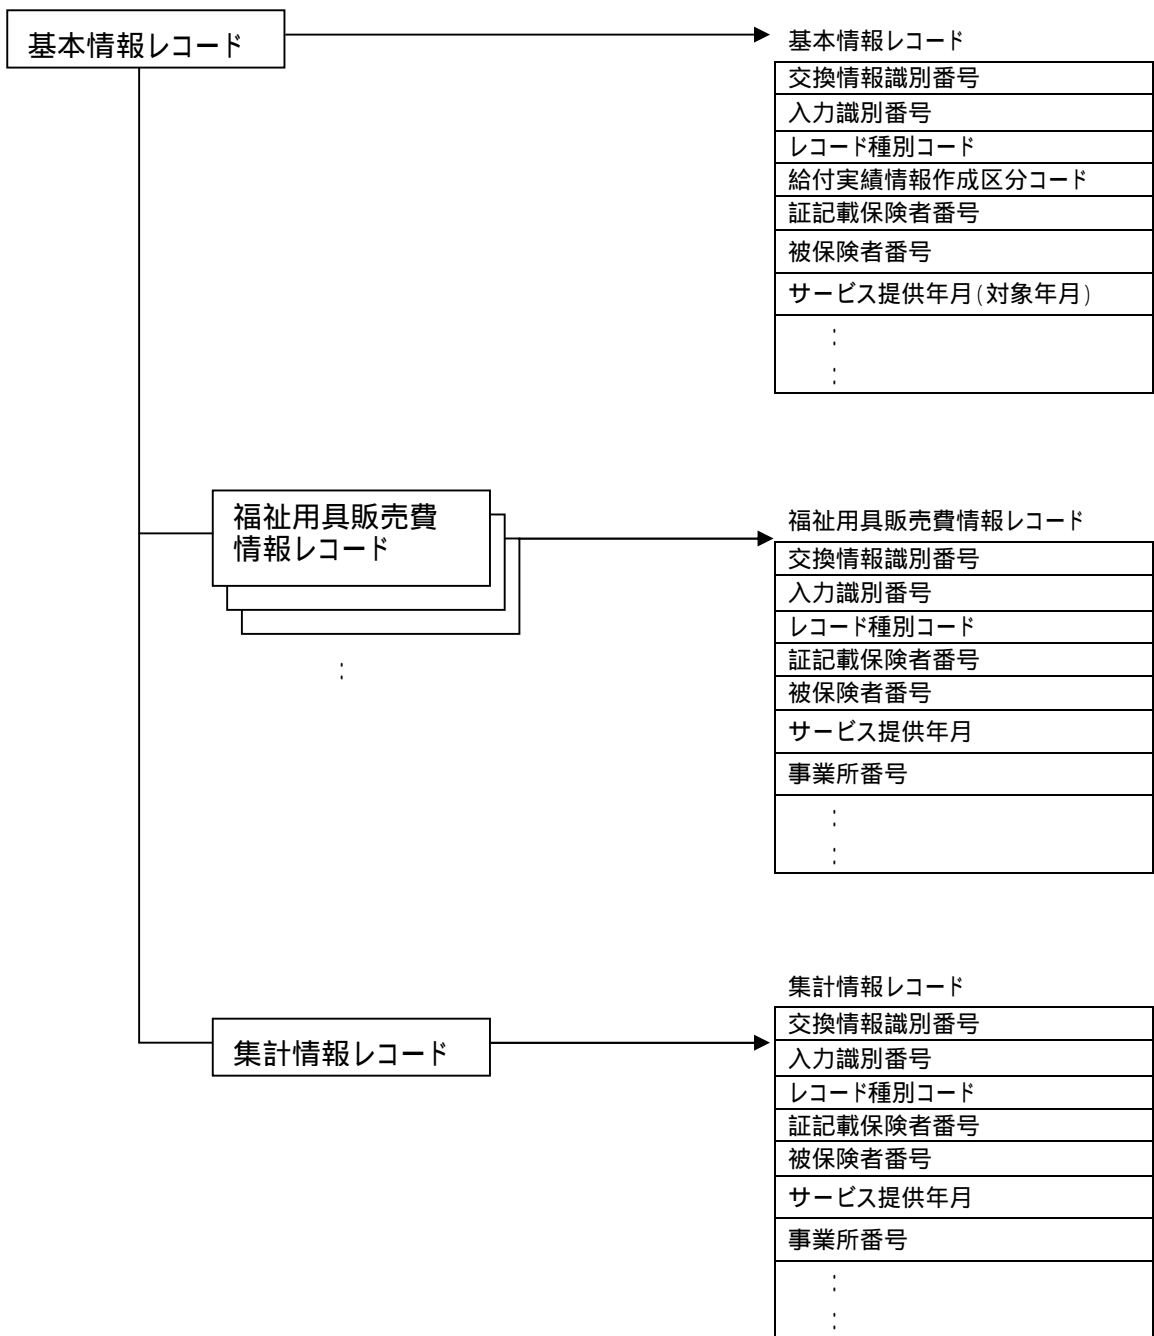 基本情報レコード
基本情報レコード
交換情報識別番号
入力識別番号
レコード種別コード
給付実績情報作成区分コード
証記載保険者番号
被保険者番号
サービス提供年月(対象年月)
:
:
福祉用具販売費
情報レコード
:
福祉用具販売費情報レコード
交換情報識別番号
入力識別番号
レコード種別コード
証記載保険者番号
被保険者番号
サービス提供年月
事業所番号
:
:
集計情報レコード
集計情報レコード
交換情報識別番号
入力識別番号
レコード種別コード
証記載保険者番号
被保険者番号
サービス提供年月
事業所番号
:
: